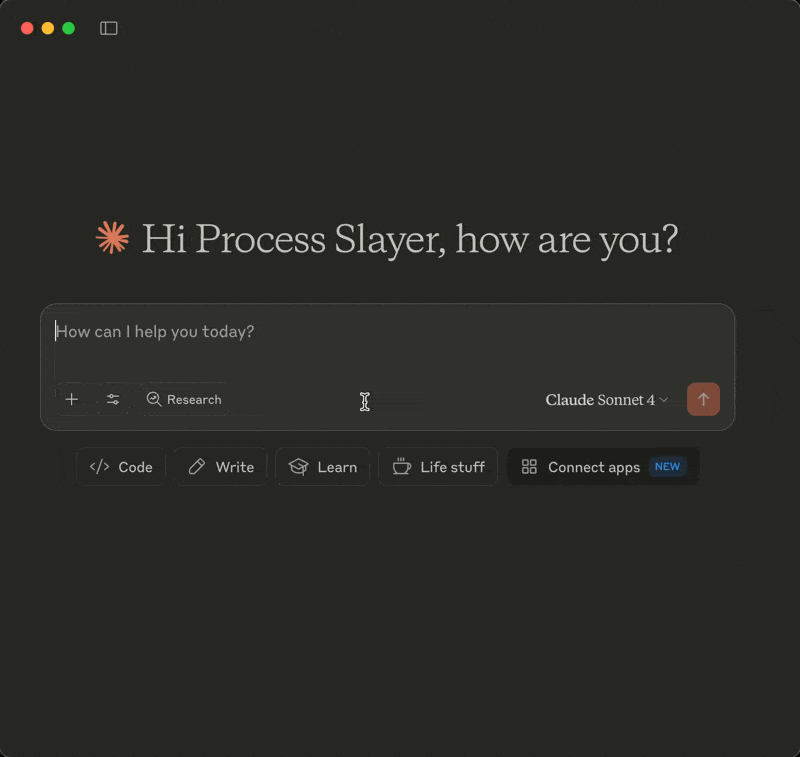 Hi Process Slayer, how are you?
How can I help you today?
Research
Claude Sonnet 4
Code
Write
Learn
Life stuff
Connect apps NEW